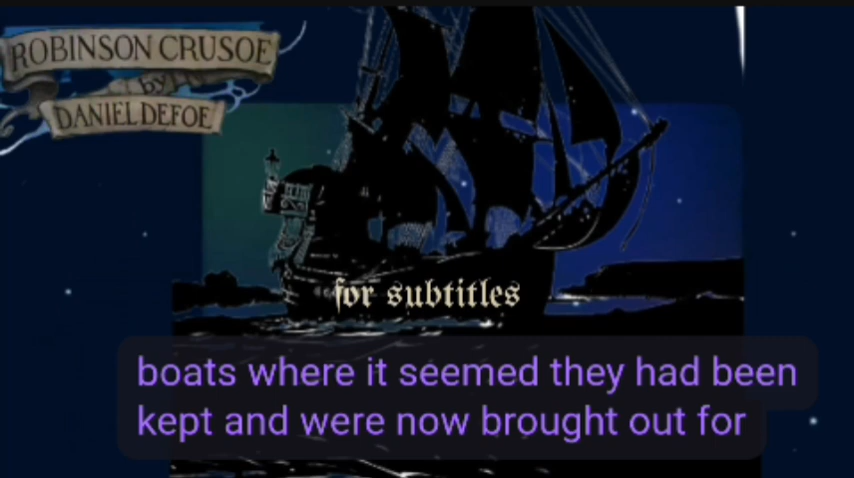 ROBINSON CRUSOE
by
DANIEL DEFOE
for subtitles
boats where it seemed they had been
kept and were now brought out for